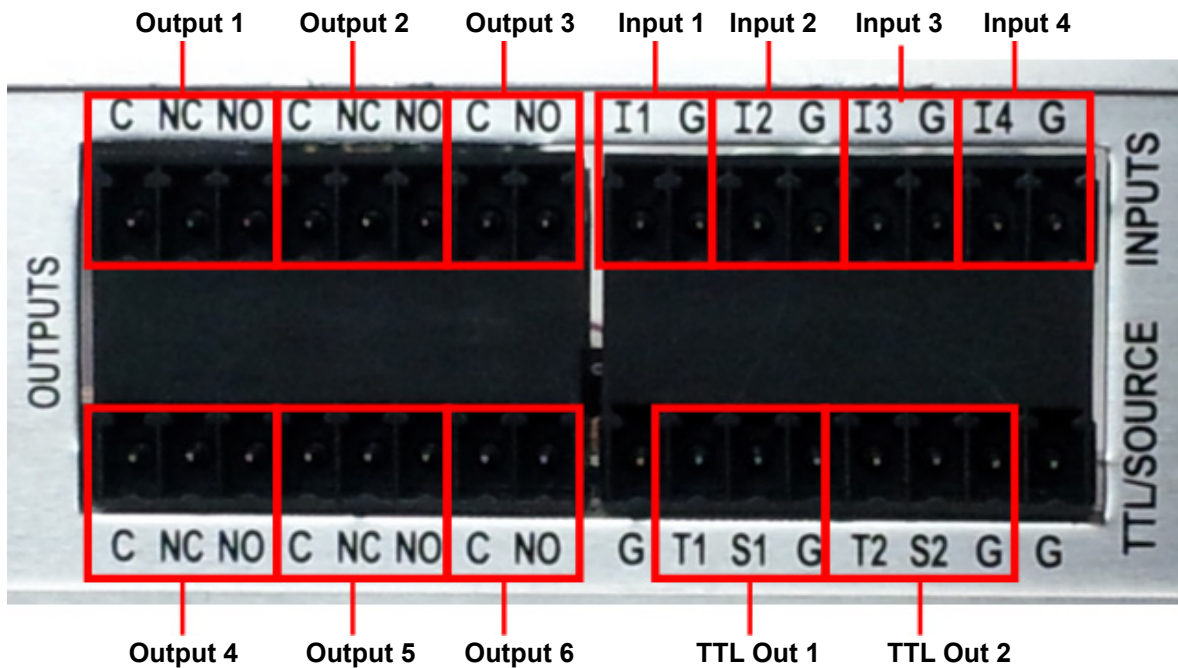 Output 1 Output 2 Output 3 Input 1 Input 2 Input 3 Input 4
C NC NO C NC NO C NO I1 G I2 G I3 G I4 G
OUTPUTS
INPUTS
TTL/SOURCE
C NC NO C NC NO C NO G T1 S1 G T2 S2 G G
Output 4 Output 5 Output 6 TTL Out 1 TTL Out 2